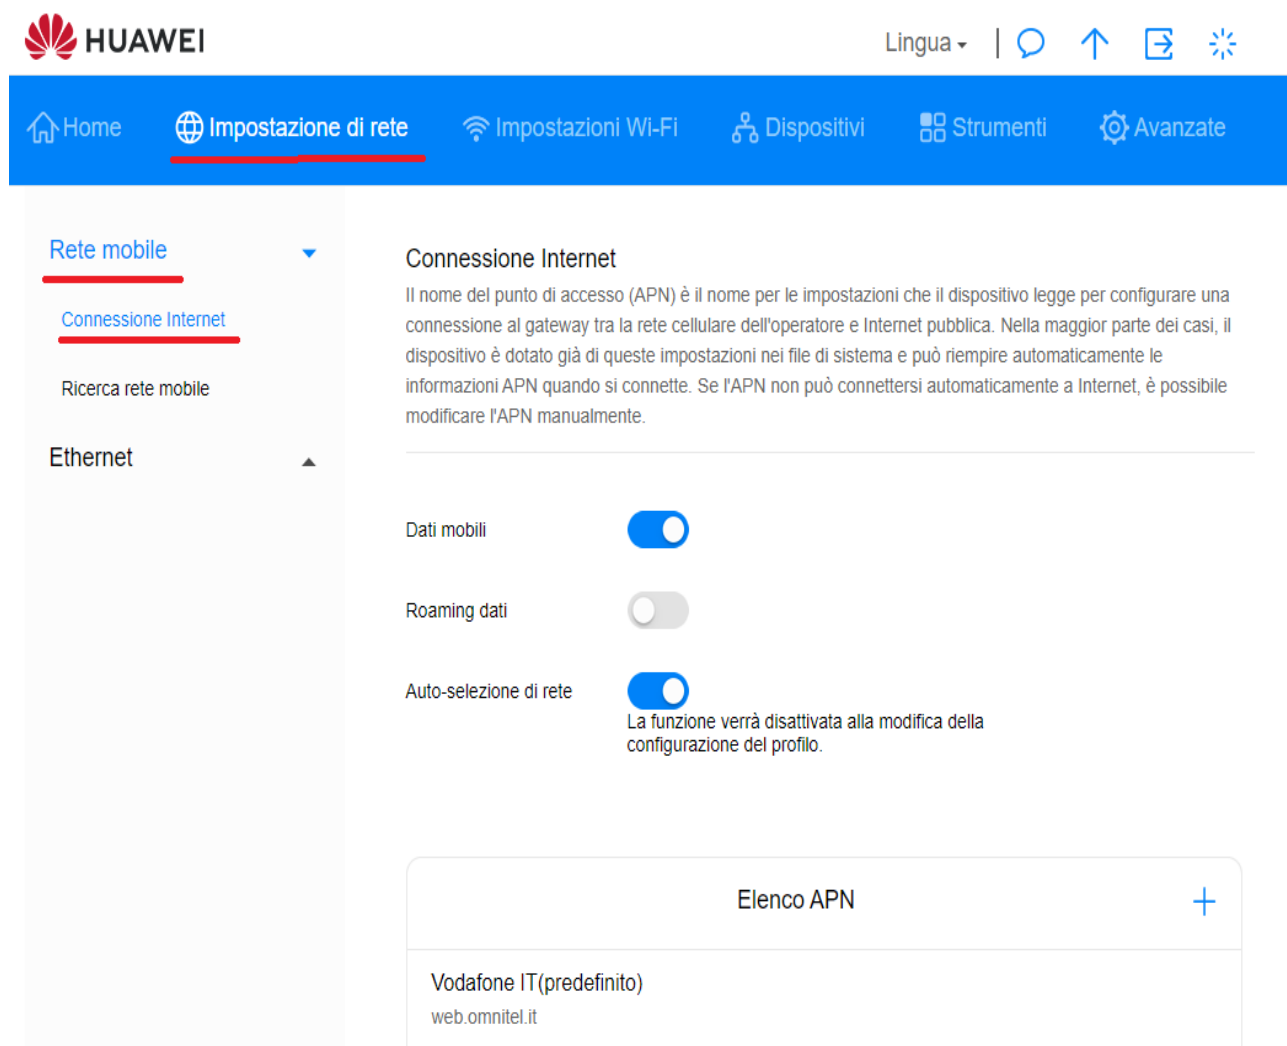 HUAWEI
Lingua
Home
Impostazione di rete
Impostazioni Wi-Fi
Dispositivi
Strumenti
Avanzate
Rete mobile
Connessione Internet
Ricerca rete mobile
Ethernet
Connessione Internet
Il nome del punto di accesso (APN) è il nome per le impostazioni che il dispositivo legge per configurare una
connessione al gateway tra la rete cellulare dell'operatore e Internet pubblica. Nella maggior parte dei casi, il
dispositivo è dotato già di queste impostazioni nei file di sistema e può riempire automaticamente le
informazioni APN quando si connette. Se l'APN non può connettersi automaticamente a Internet, è possibile
modificare l'APN manualmente.
Dati mobili
Roaming dati
Auto-selezione di rete
La funzione verrà disattivata alla modifica della
configurazione del profilo.
Elenco APN
Vodafone IT(predefinito)
web.omnitel.it